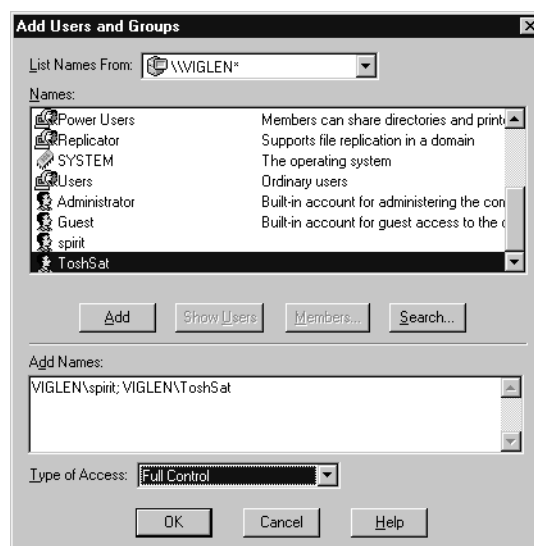 Add Users and Groups
List Names From: \\VIGLEN*
Names:
Power Users Members can share directories and printe
Replicator Supports file replication in a domain
SYSTEM The operating system
Users Ordinary users
Administrator Built-in account for administering the com
Guest Built-in account for guest access to the c
spirit
ToshSat
Add Show Users Members... Search...
Add Names:
VIGLEN\spirit; VIGLEN\ToshSat
Type of Access: Full Control
OK Cancel Help